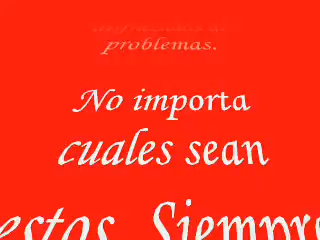 problemas.
No importa
cuales sean
estos. Siempre